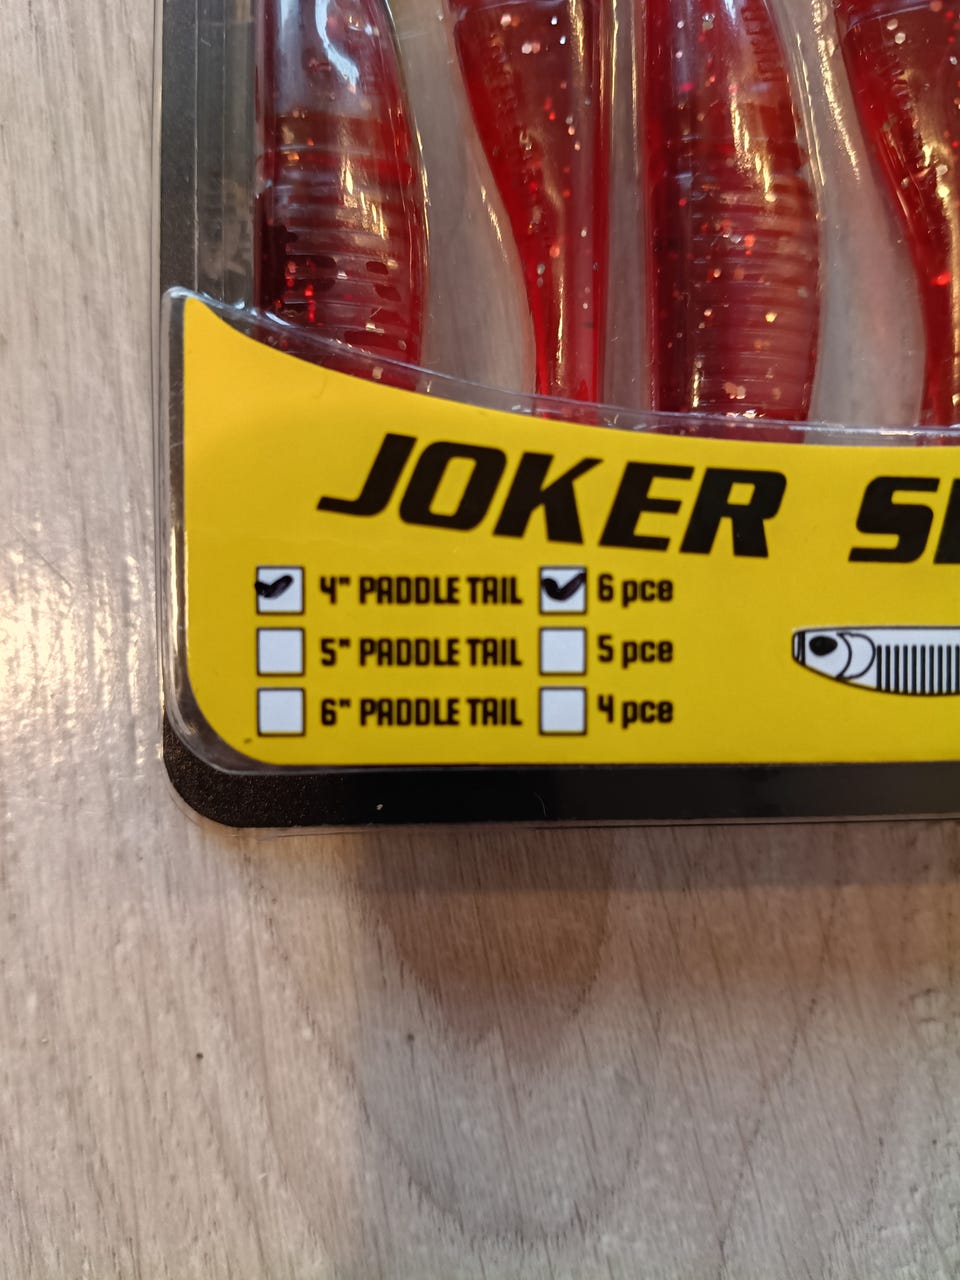 JOKER
4" PADDLE TAIL 6 pce
5" PADDLE TAIL 5 pce
6" PADDLE TAIL 4 pce